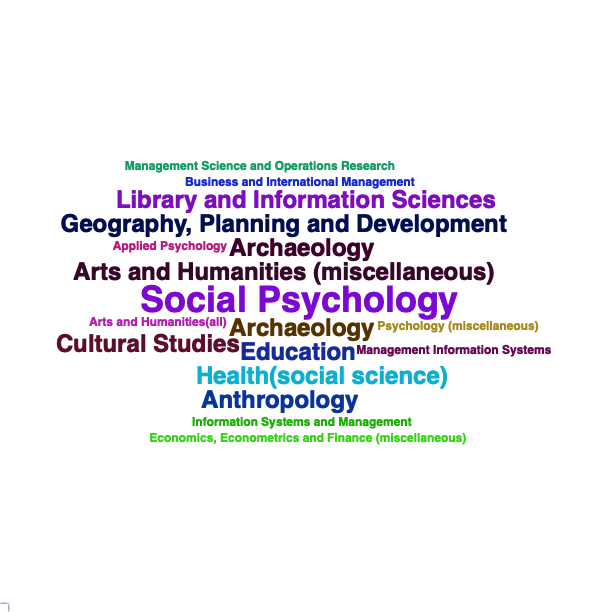 Management Science and Operations Research
Business and International Management
Library and Information Sciences
Geography, Planning and Development
Applied Psychology Archaeology
Arts and Humanities (miscellaneous)
Social Psychology
Arts and Humanities(all) Archaeology Psychology (miscellaneous)
Cultural Studies Education Management Information Systems
Health(social science)
Anthropology
Information Systems and Management
Economics, Econometrics and Finance (miscellaneous)